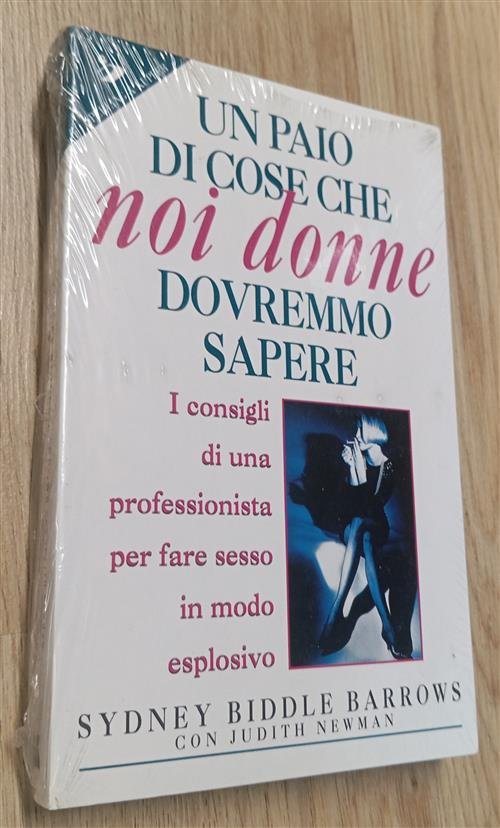 UN PAIO
DI COSE CHE
noi donne
DOVREMMO
SAPERE
I consigli
di una
professionista
per fare sesso
in modo
esplosivo
SYDNEY BIDDLE BARROWS
CON JUDITH NEWMAN